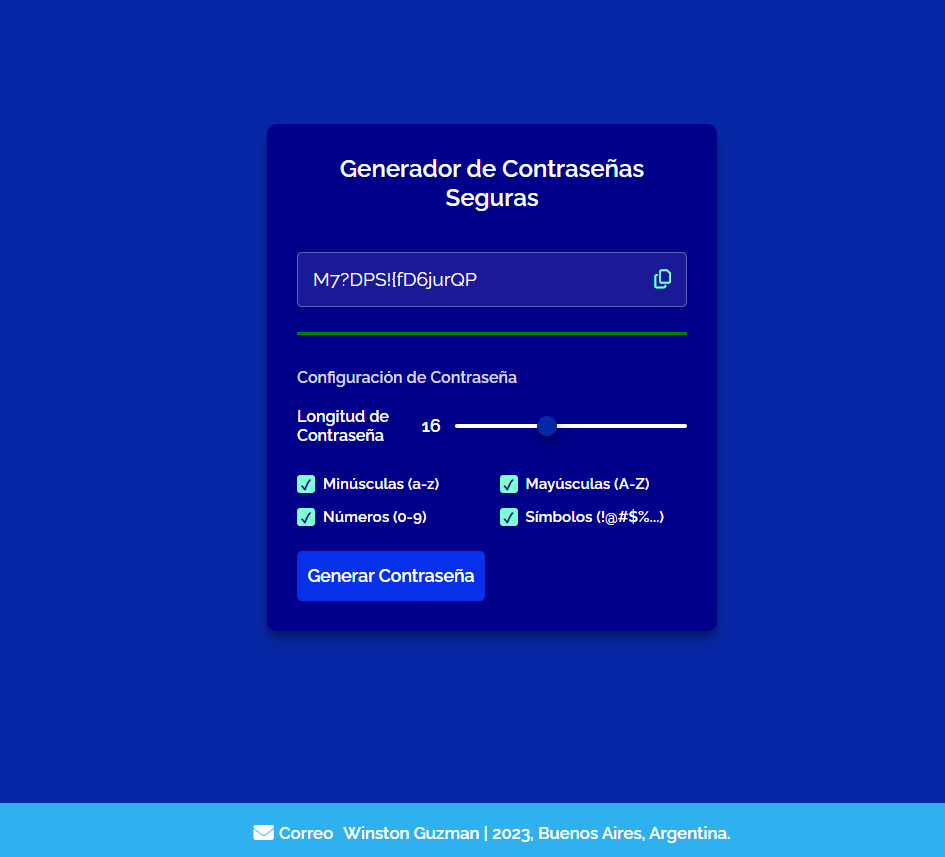 Generador de Contraseñas
Seguras
M7?DPS!{fD6jurQP
Configuración de Contraseña
Longitud de
Contraseña
16
Minúsculas (a-z)
Mayúsculas (A-Z)
Números (0-9)
Símbolos (!@#$%...)
Generar Contraseña
Correo Winston Guzman | 2023, Buenos Aires, Argentina.